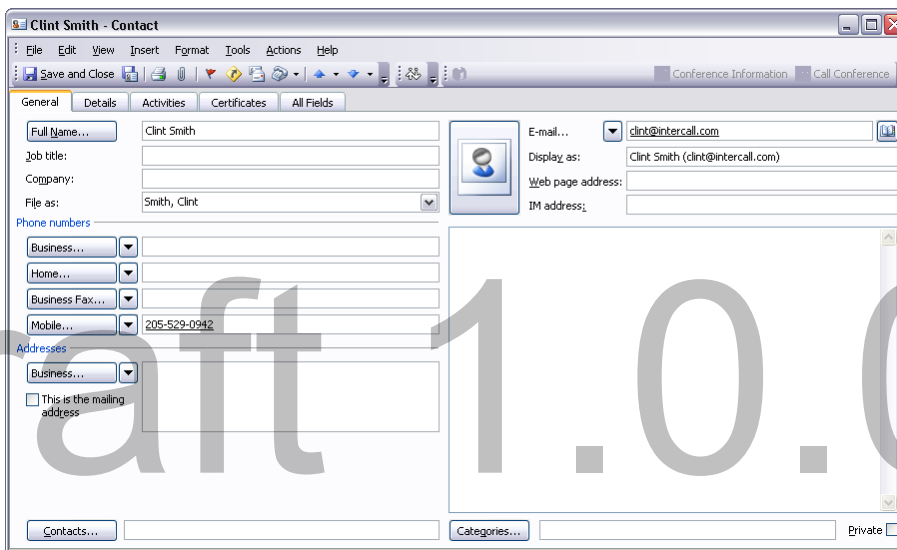 Clint Smith - Contact
File Edit View Insert Format Tools Actions Help
Save and Close Conference Information Call Conference
General Details Activities Certificates All Fields
Full Name... Clint Smith
Job title:
Company:
File as: Smith, Clint
E-mail... clint@intercall.com
Display as: Clint Smith (clint@intercall.com)
Web page address:
IM address:
Phone numbers
Business...
Home...
Business Fax...
Mobile... 205-529-0942
Addresses
Business...
This is the mailing
address
Contacts... Categories... Private
raft 1.0.0